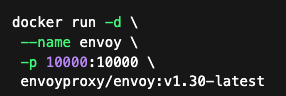 docker run -d \
--name envoy \
-p 10000:10000 \
envoyproxy/envoy:v1.30-latest